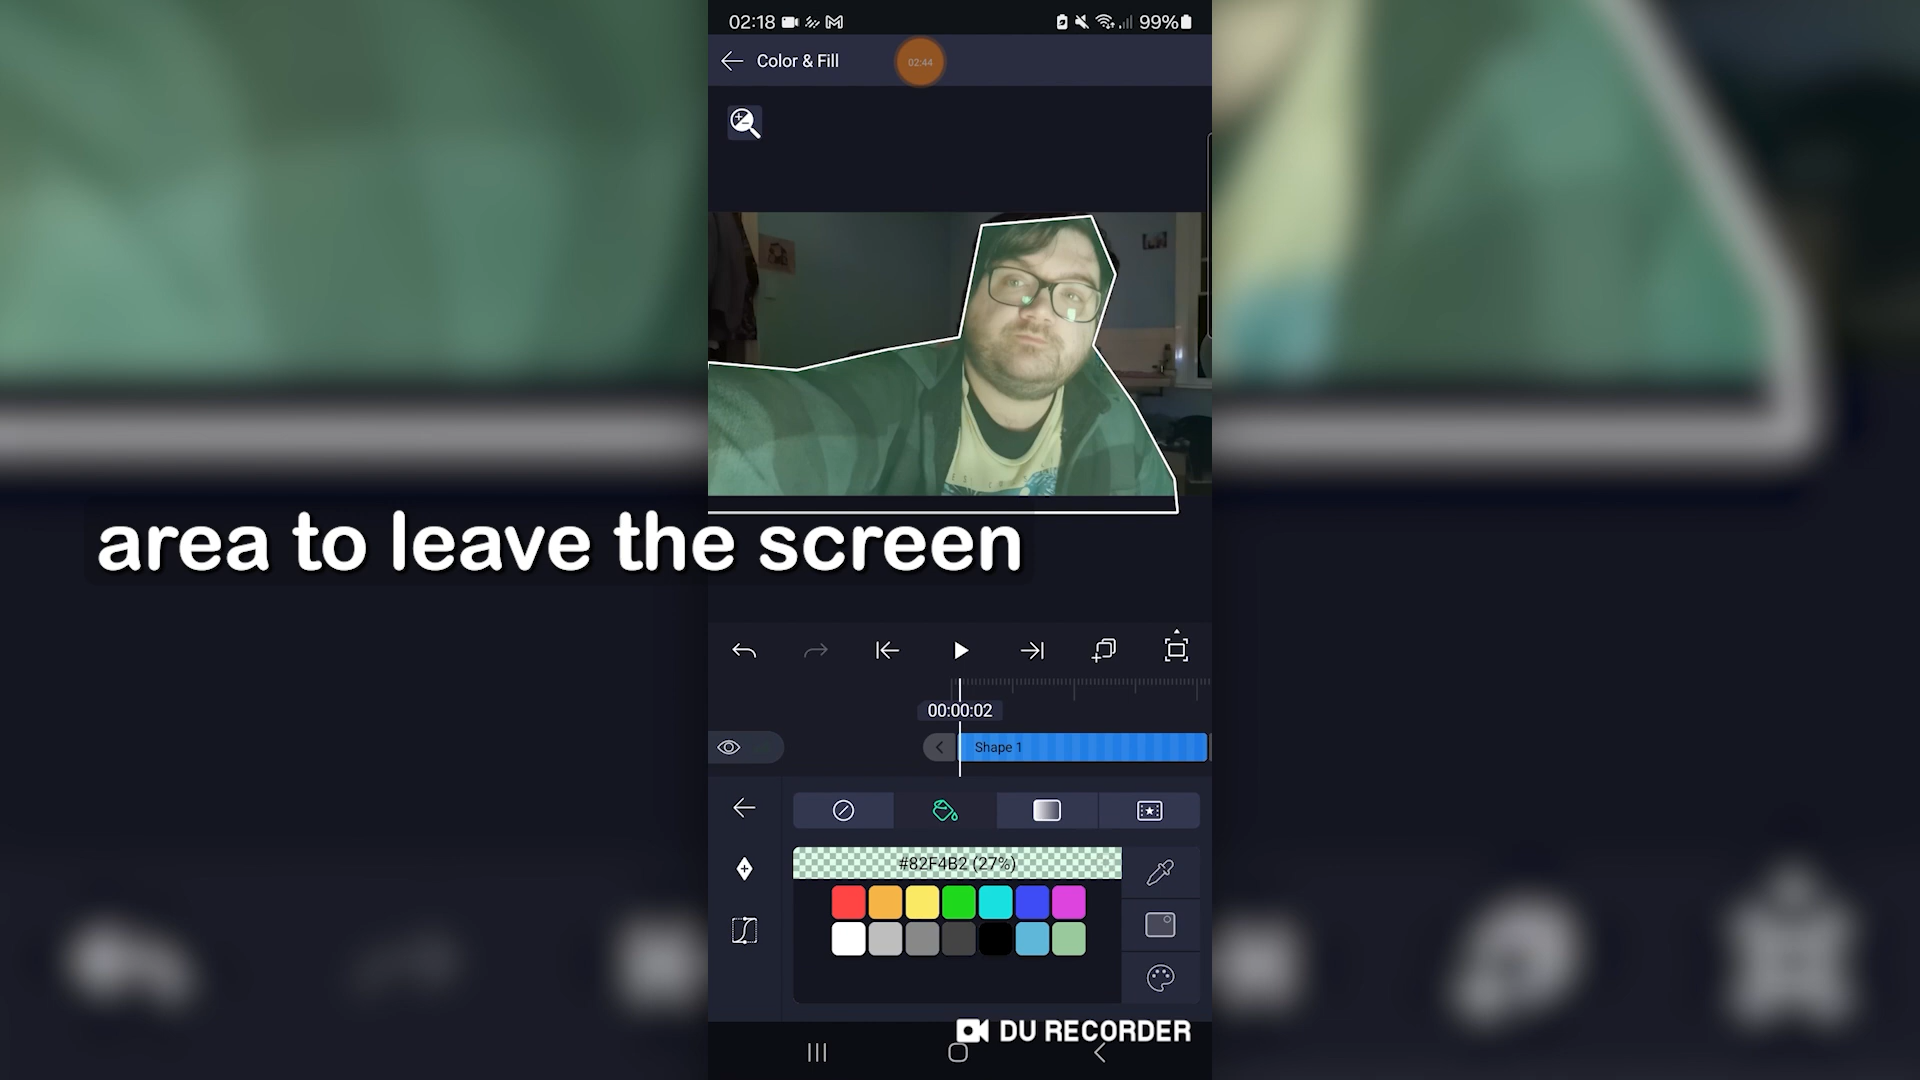 02:18
99%
Color & Fill
02:44
area to leave the screen
00:00:02
Shape 1
#82F4B2 (27%)
DU RECORDER